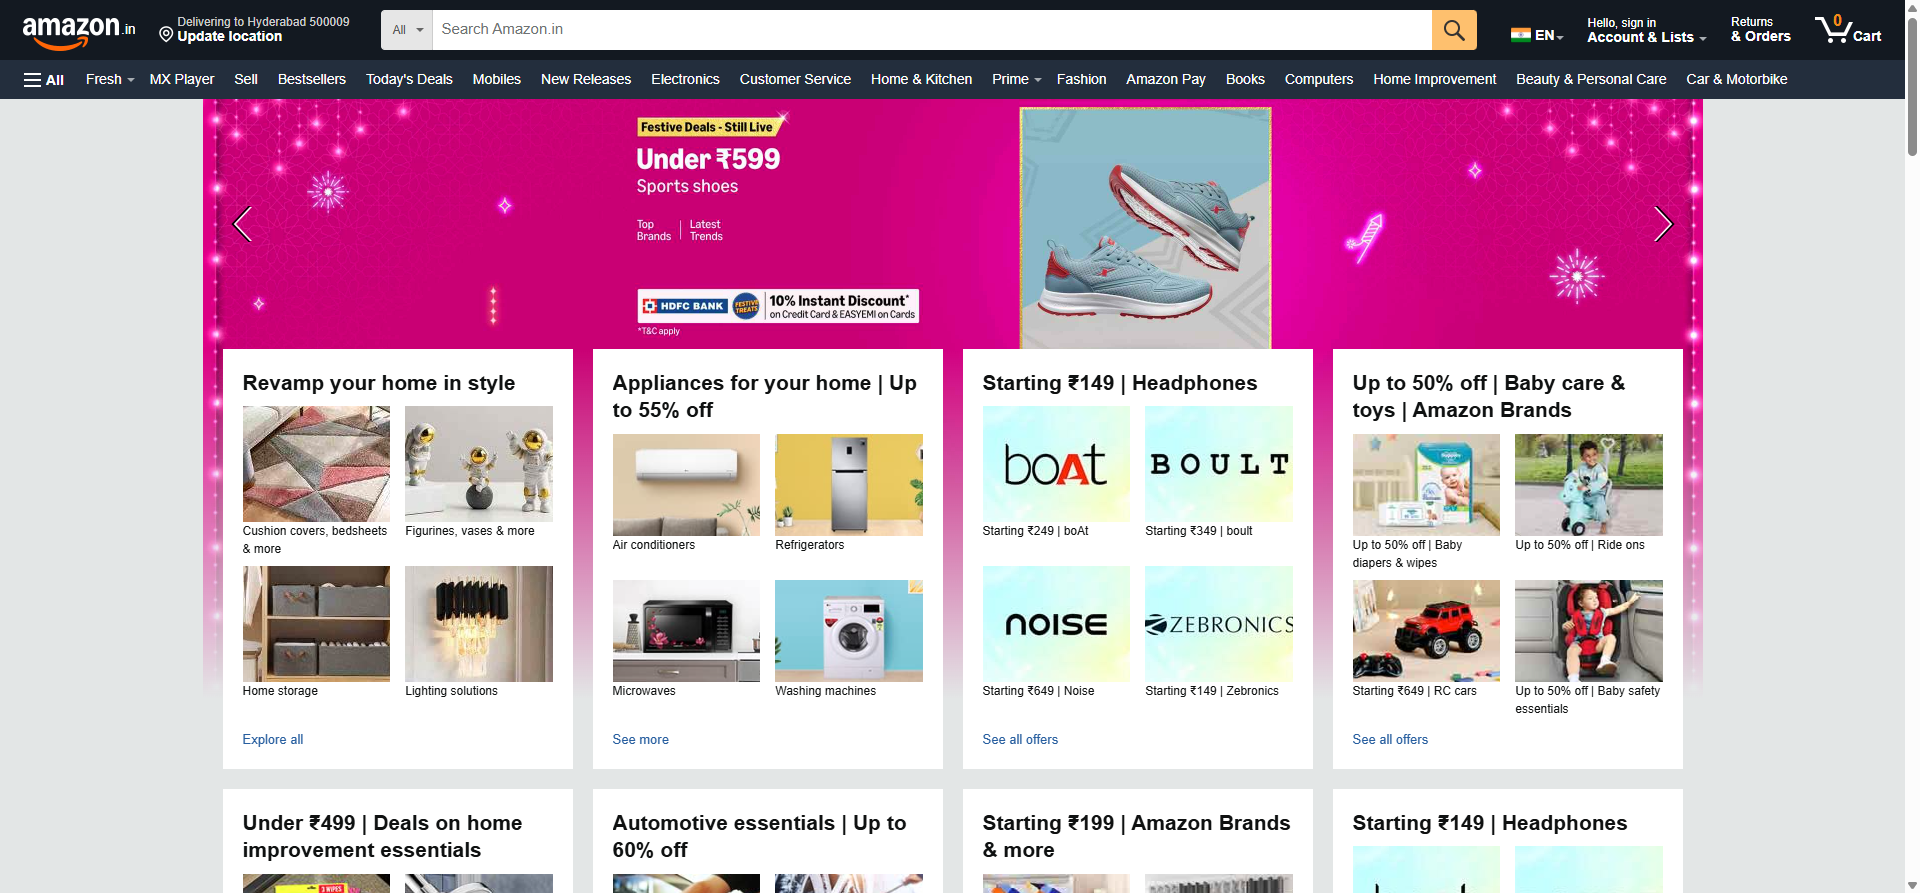 amazon.in
Delivering to Hyderabad 500009
Update location
All
Search Amazon.in
EN
Hello, sign in
Account & Lists
Returns
& Orders
0
Cart
All
Fresh
MX Player
Sell
Bestsellers
Today's Deals
Mobiles
New Releases
Electronics
Customer Service
Home & Kitchen
Prime
Fashion
Amazon Pay
Books
Computers
Home Improvement
Beauty & Personal Care
Car & Motorbike
Festive Deals - Still Live
Under ₹599
Sports shoes
Top
Brands
Latest
Trends
HDFC BANK
FESTIVE
TREATS
10% Instant Discount*
on Credit Card & EASYEMI on Cards
*T&C apply
Revamp your home in style
Cushion covers, bedsheets
& more
Figurines, vases & more
Home storage
Lighting solutions
Explore all
Appliances for your home | Up
to 55% off
Air conditioners
Refrigerators
Microwaves
Washing machines
See more
Starting ₹149 | Headphones
boAt
BOULT
Starting ₹249 | boAt
Starting ₹349 | boult
NOISE
ZEBRONICS
Starting ₹649 | Noise
Starting ₹149 | Zebronics
See all offers
Up to 50% off | Baby care &
toys | Amazon Brands
Up to 50% off | Baby
diapers & wipes
Up to 50% off | Ride ons
Starting ₹649 | RC cars
Up to 50% off | Baby safety
essentials
See all offers
Under ₹499 | Deals on home
improvement essentials
3 WIPES
Automotive essentials | Up to
60% off
Starting ₹199 | Amazon Brands
& more
Starting ₹149 | Headphones